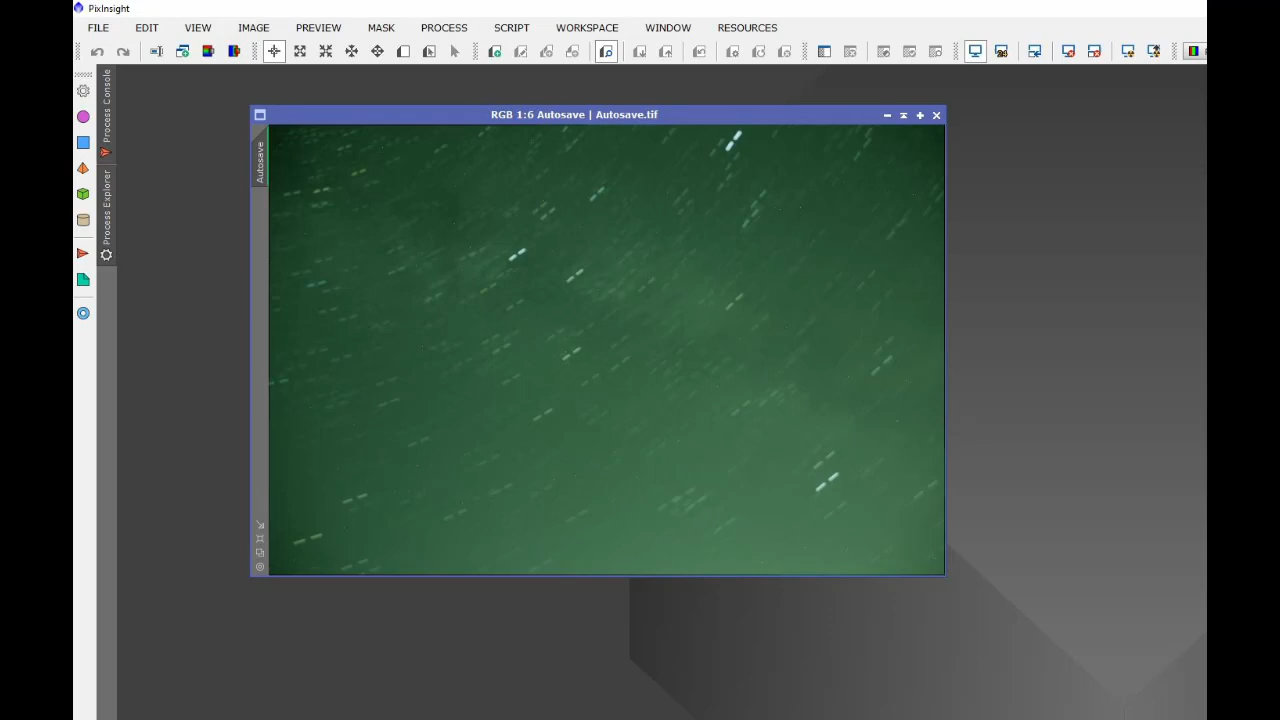 PixInsight
FILE EDIT VIEW IMAGE PREVIEW MASK PROCESS SCRIPT WORKSPACE WINDOW RESOURCES
Process Console
Process Explorer
RGB 1:6 Autosave | Autosave.tif
Autosave